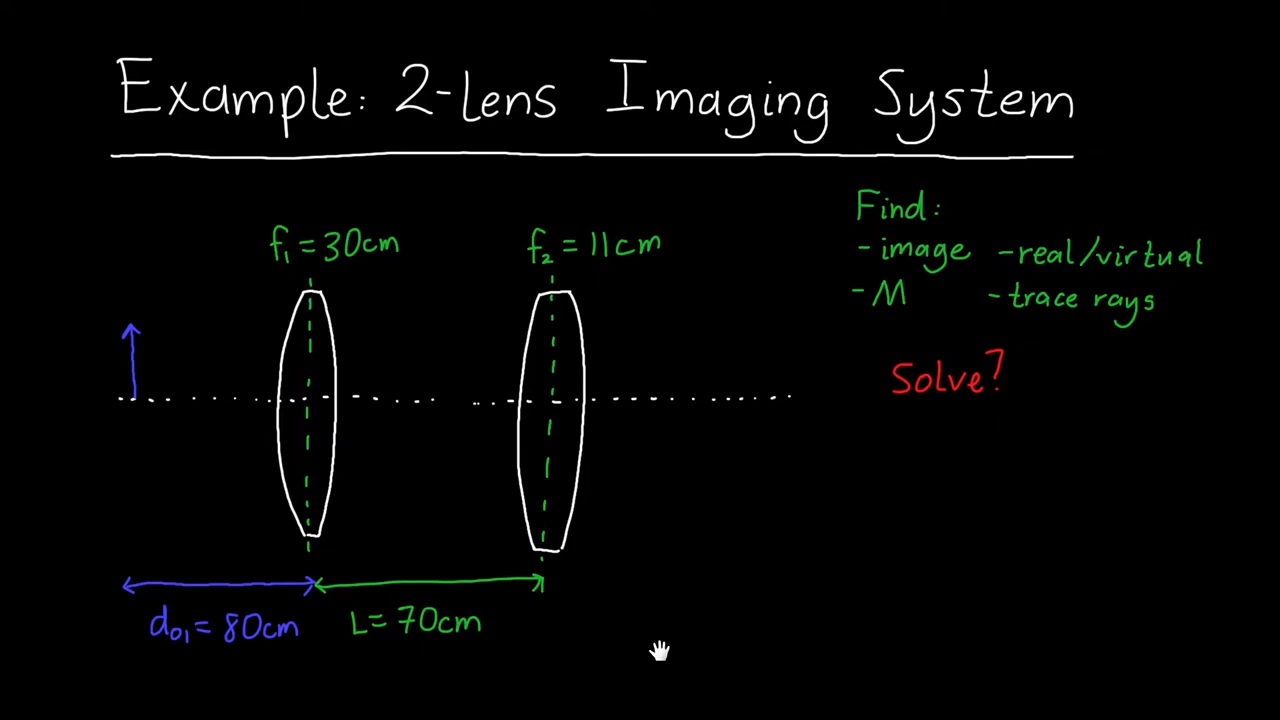 Example: 2-Lens Imaging System
Find:
f₁ = 30cm
f₂ = 11cm
- image - real/virtual
- M - trace rays
Solve?
d₀₁ = 80cm
L = 70cm